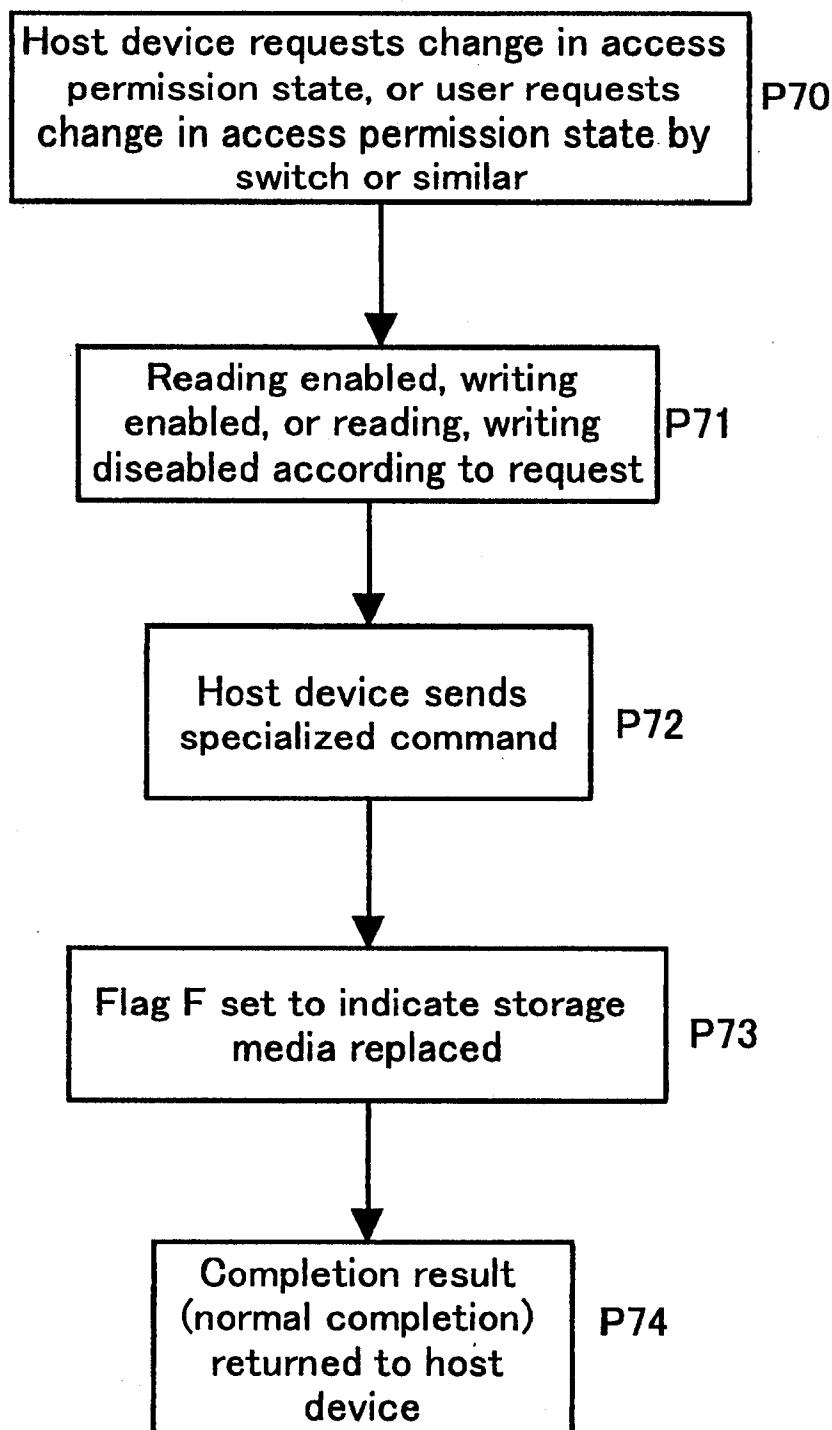 Host device requests change in access
permission state, or user requests
change in access permission state by
switch or similar
P70
Reading enabled, writing
enabled, or reading, writing
diseabled according to request
P71
Host device sends
specialized command
P72
Flag F set to indicate storage
media replaced
P73
Completion result
(normal completion)
returned to host
device
P74